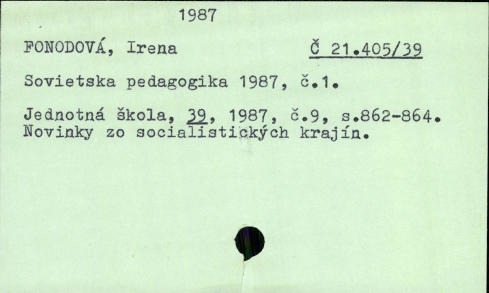 1987
FONODOVÁ, Irena Č 21.405/39
Sovietska pedagogika 1987, č.1.
Jednotná škola, 39, 1987, č.9, s.862-864.
Novinky zo socialistických krajín.